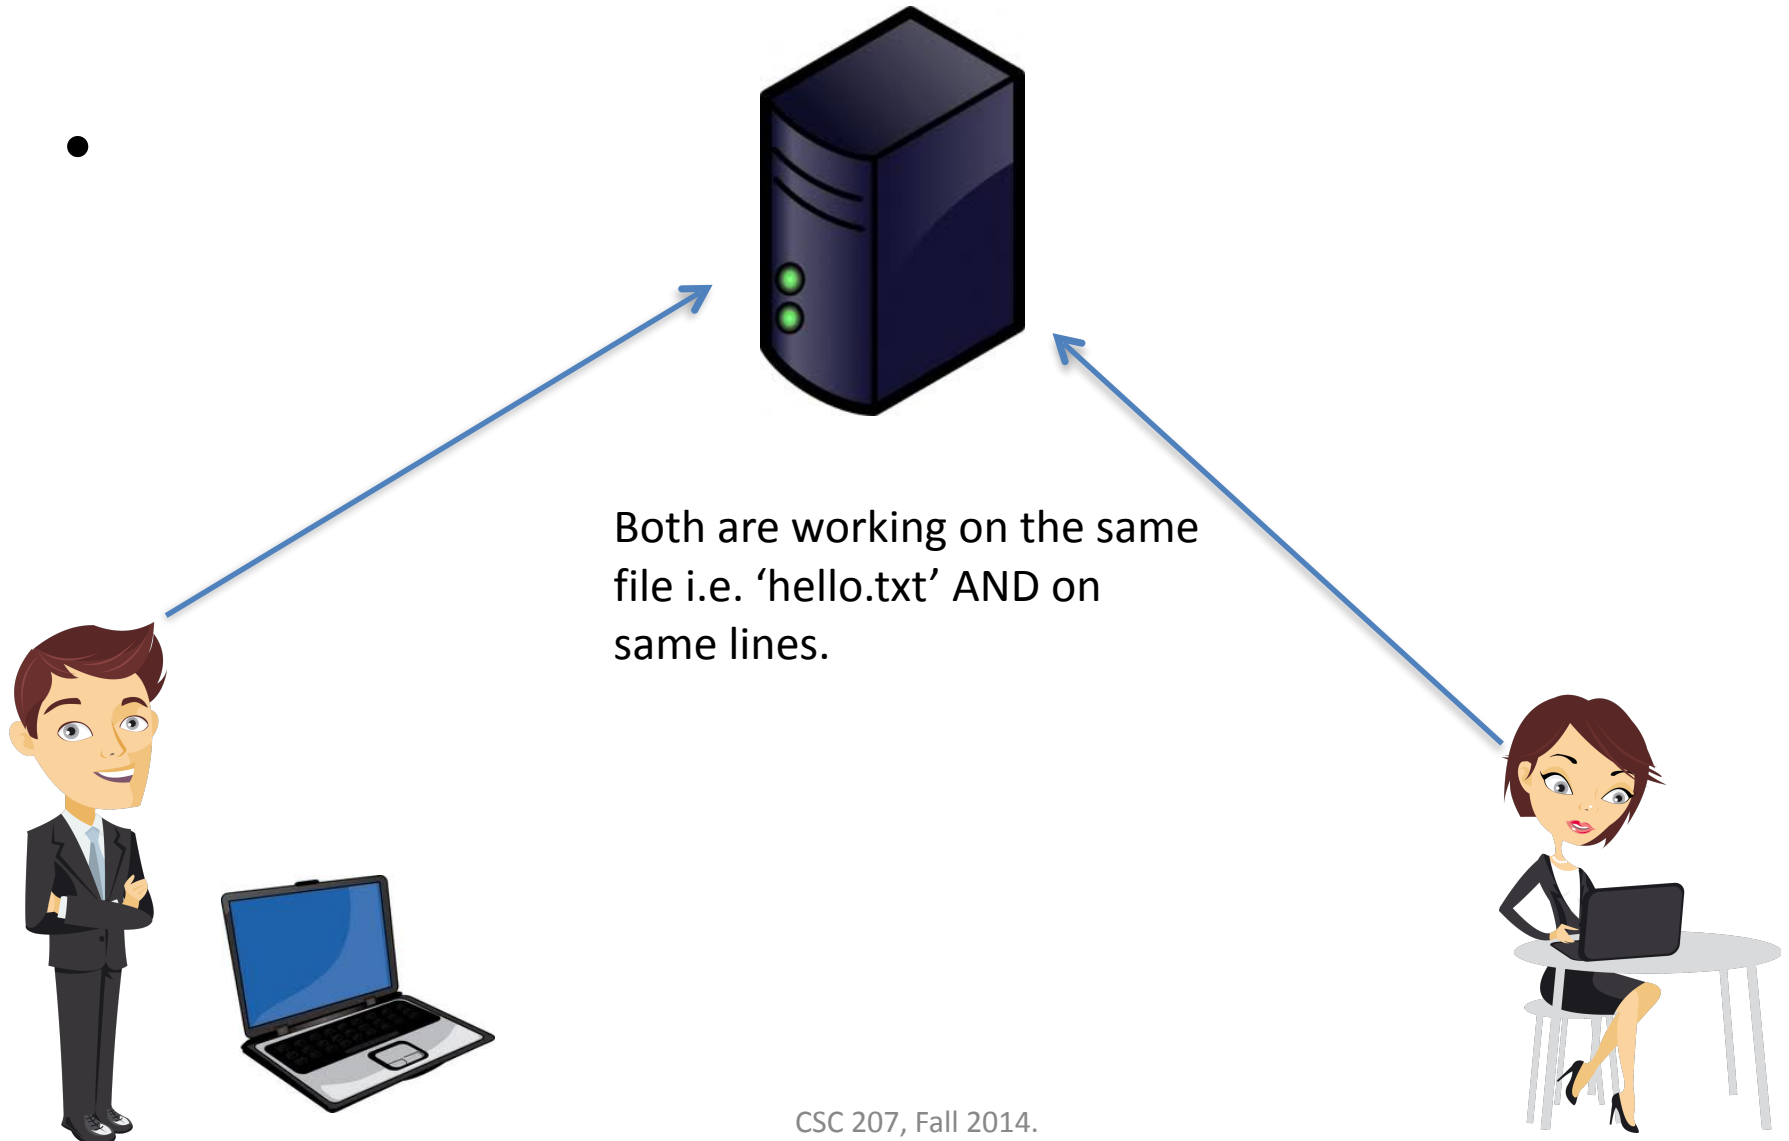 •
Both are working on the same
file i.e. ‘hello.txt’ AND on
same lines.
CSC 207, Fall 2014.